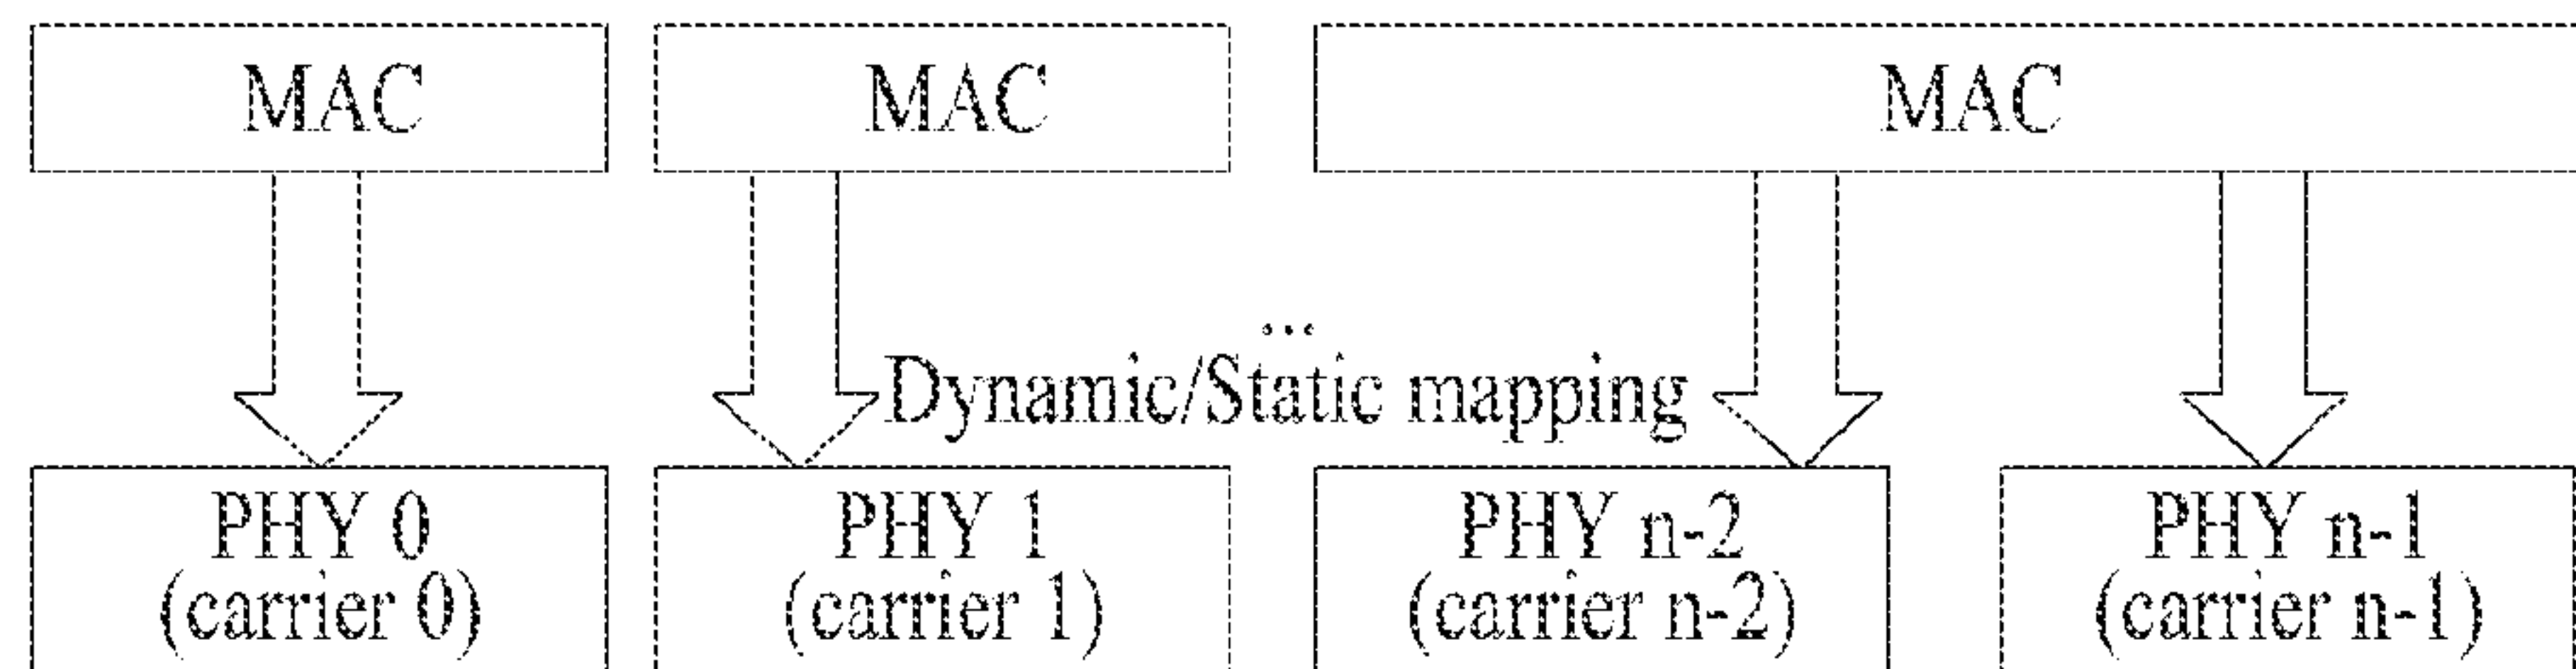 MAC MAC MAC
...
Dynamic/Static mapping
PHY 0 PHY 1 PHY n-2 PHY n-1
(carrier 0) (carrier 1) (carrier n-2) (carrier n-1)